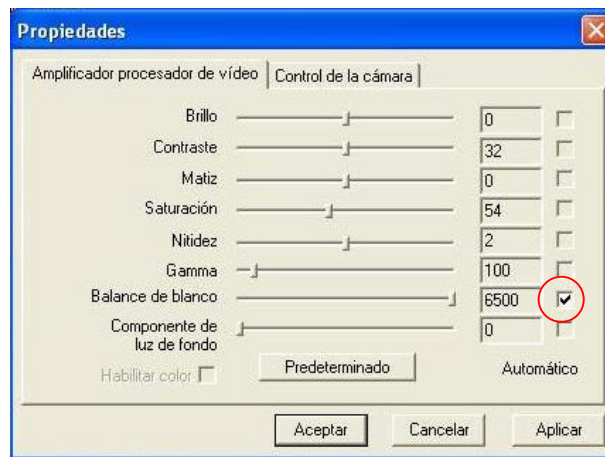 Propiedades
Amplificador procesador de vídeo Control de la cámara
Brillo 0
Contraste 32
Matiz 0
Saturación 54
Nitidez 2
Gamma 100
Balance de blanco 6500
Componente de
luz de fondo 0
Habilitar color Predeterminado Automático
Aceptar Cancelar Aplicar